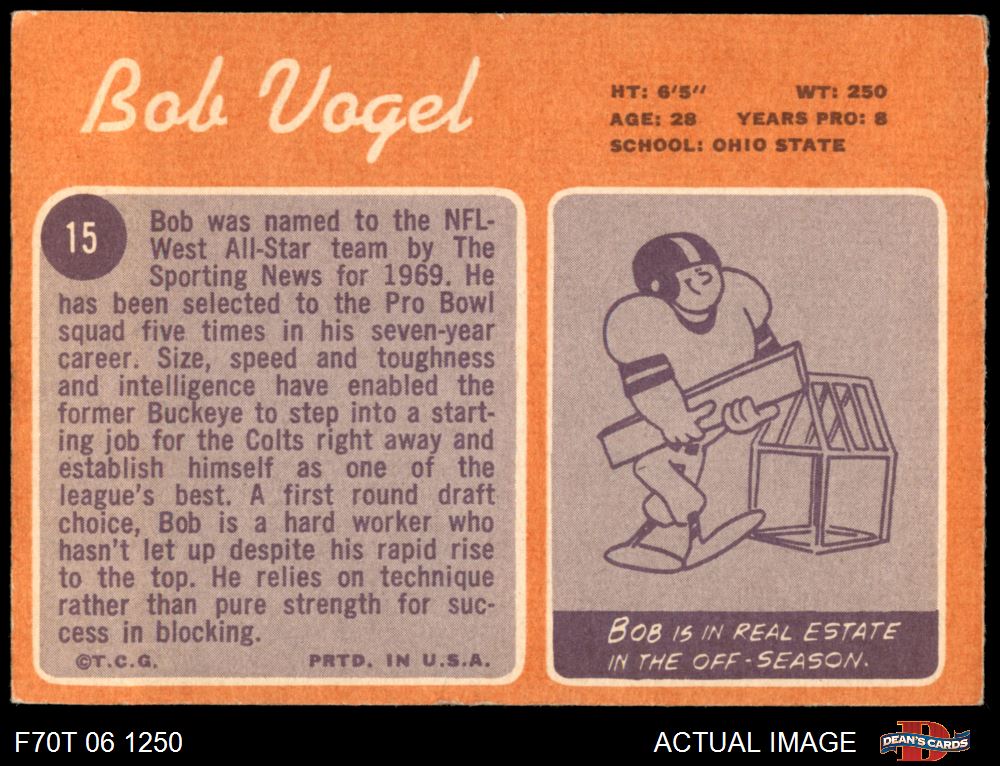 Bob Vogel
HT: 6'5" WT: 250
AGE: 28 YEARS PRO: 8
SCHOOL: OHIO STATE
15
Bob was named to the NFL-
West All-Star team by The
Sporting News for 1969. He
has been selected to the Pro Bowl
squad five times in his seven-year
career. Size, speed and toughness
and intelligence have enabled the
former Buckeye to step into a start-
ing job for the Colts right away and
establish himself as one of the
league's best. A first round draft
choice, Bob is a hard worker who
hasn't let up despite his rapid rise
to the top. He relies on technique
rather than pure strength for suc-
cess in blocking.
©T.C.G. PRTD. IN U.S.A.
BOB IS IN REAL ESTATE
IN THE OFF-SEASON.
F70T 06 1250
ACTUAL IMAGE
D
DEAN'S CARDS